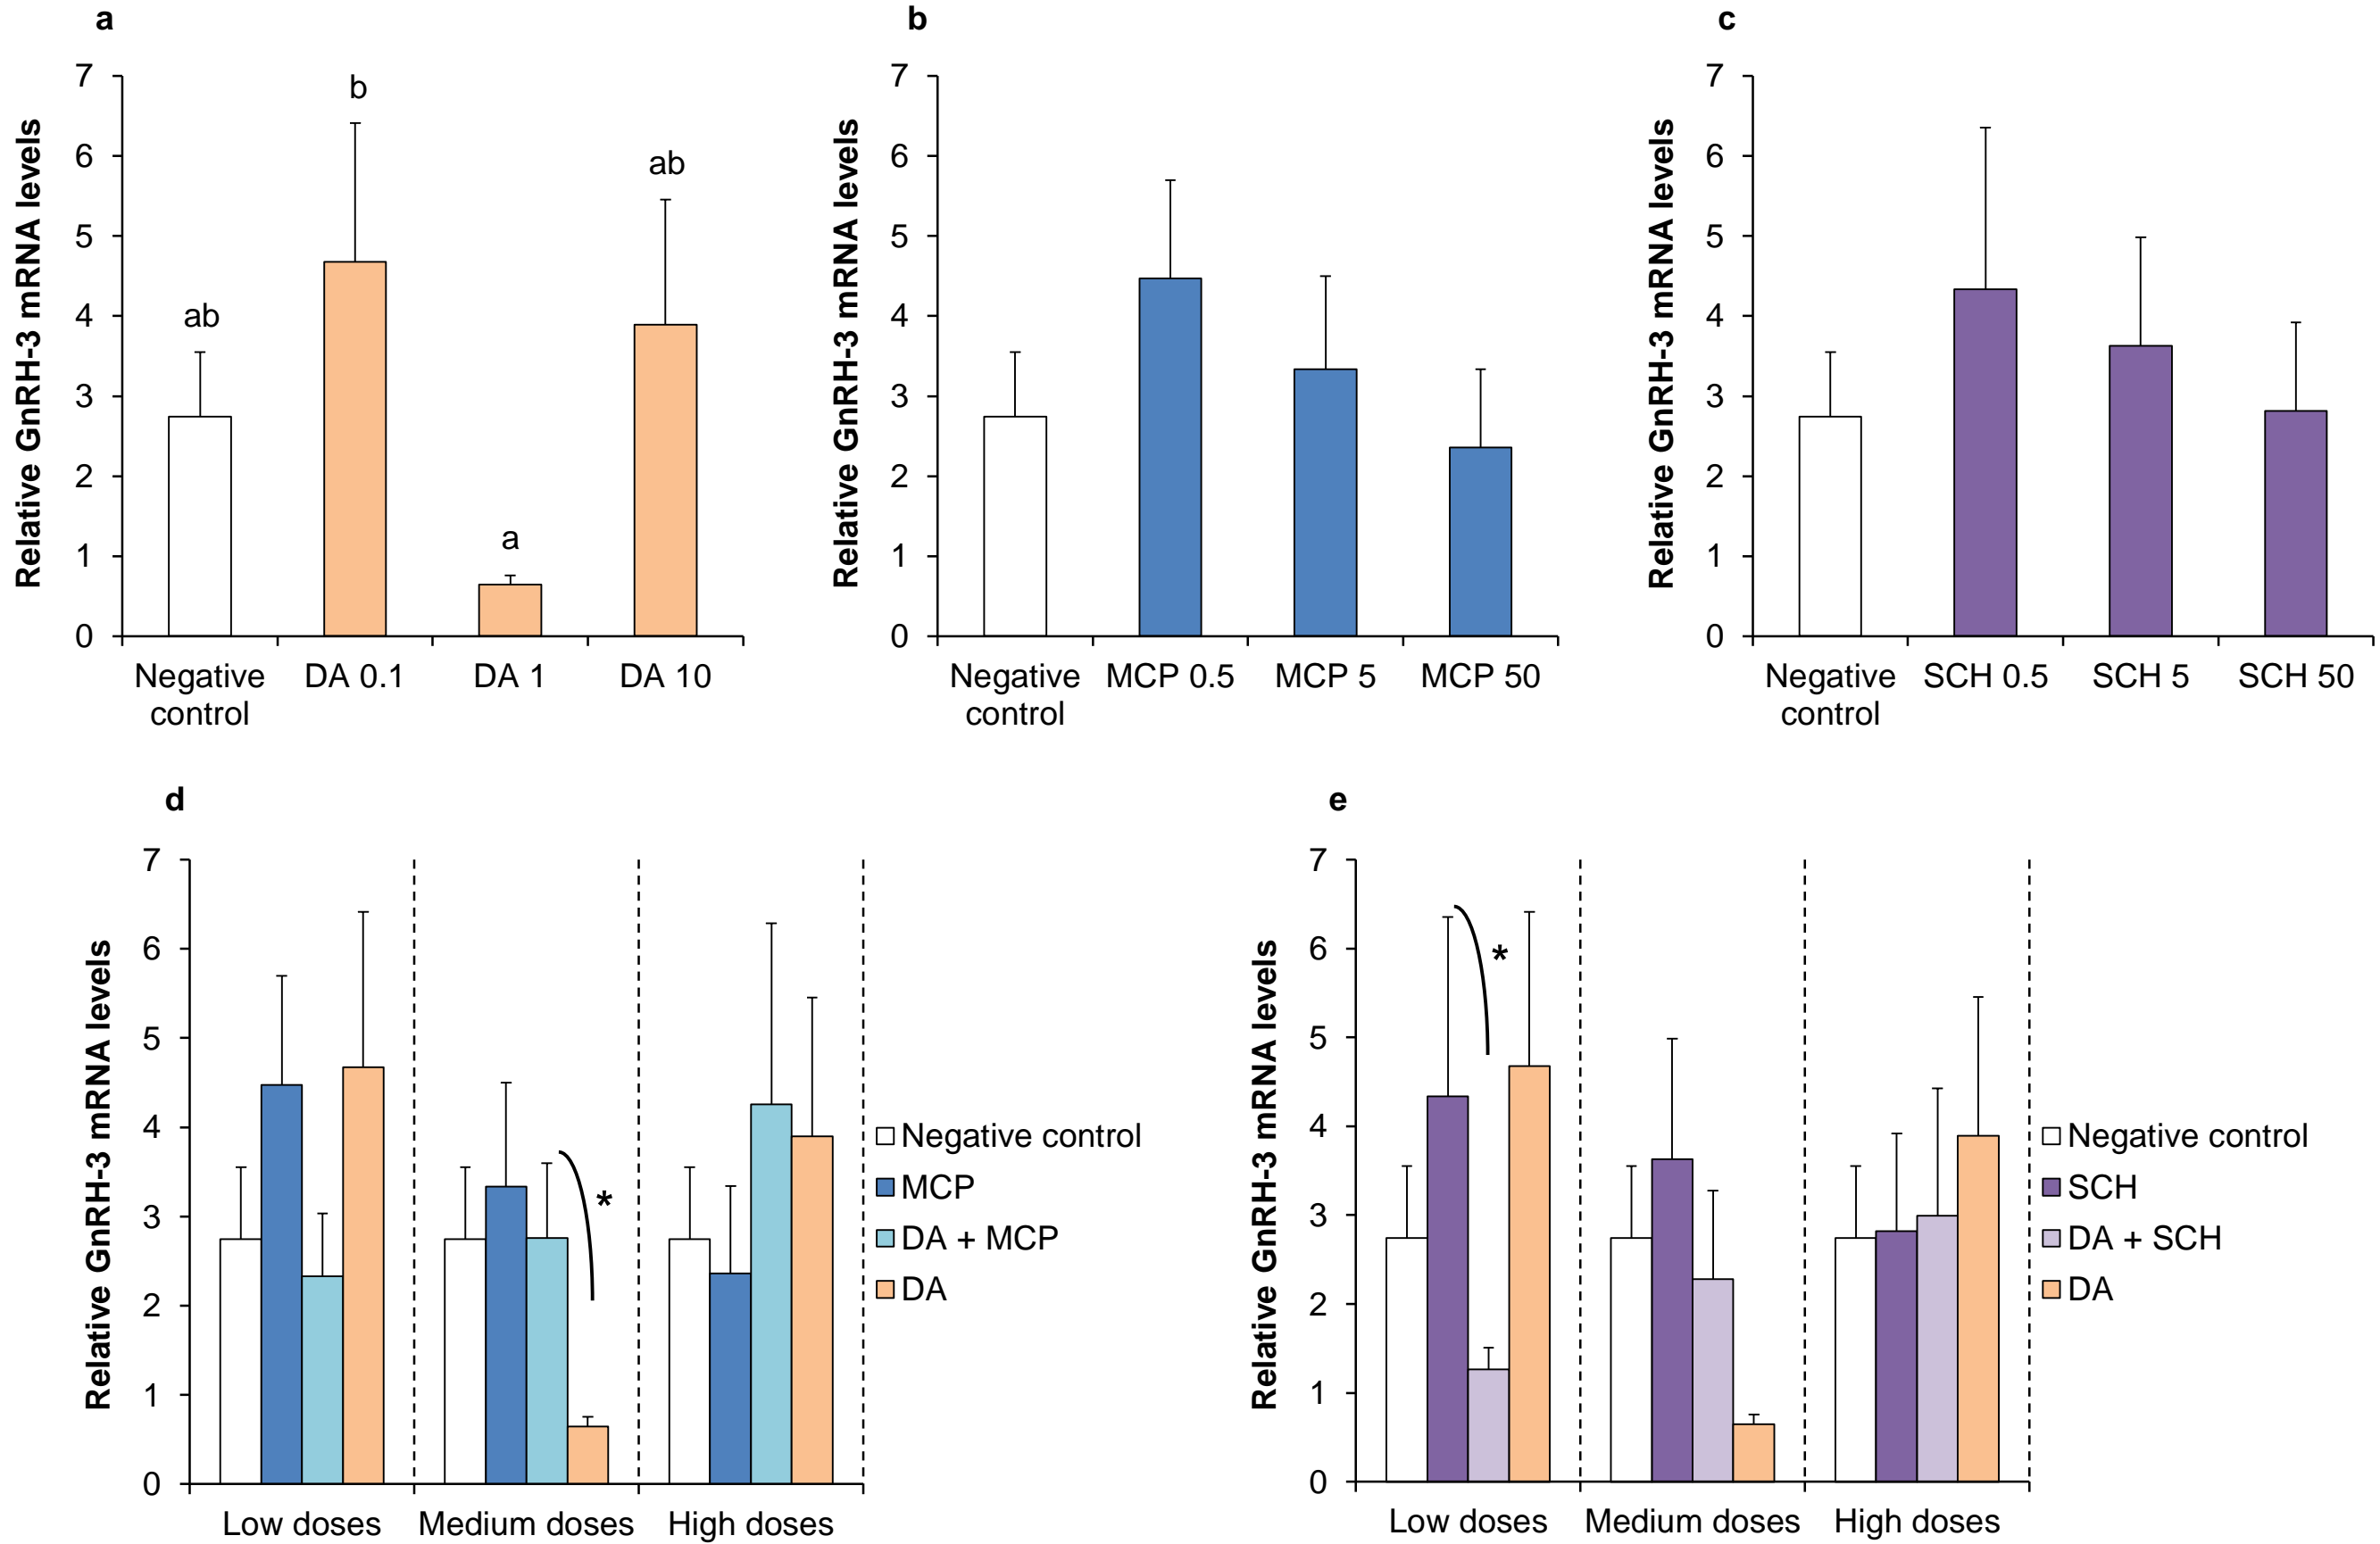 a
Relative GnRH-3 mRNA levels
7
6
5
4
3
2
1
0
ab
b
a
ab
Negative control
DA 0.1
DA 1
DA 10
b
Relative GnRH-3 mRNA levels
7
6
5
4
3
2
1
0
Negative control
MCP 0.5
MCP 5
MCP 50
c
Relative GnRH-3 mRNA levels
7
6
5
4
3
2
1
0
Negative control
SCH 0.5
SCH 5
SCH 50
d
Relative GnRH-3 mRNA levels
7
6
5
4
3
2
1
0
*
Low doses
Medium doses
High doses
Negative control
MCP
DA + MCP
DA
e
Relative GnRH-3 mRNA levels
7
6
5
4
3
2
1
0
*
Low doses
Medium doses
High doses
Negative control
SCH
DA + SCH
DA